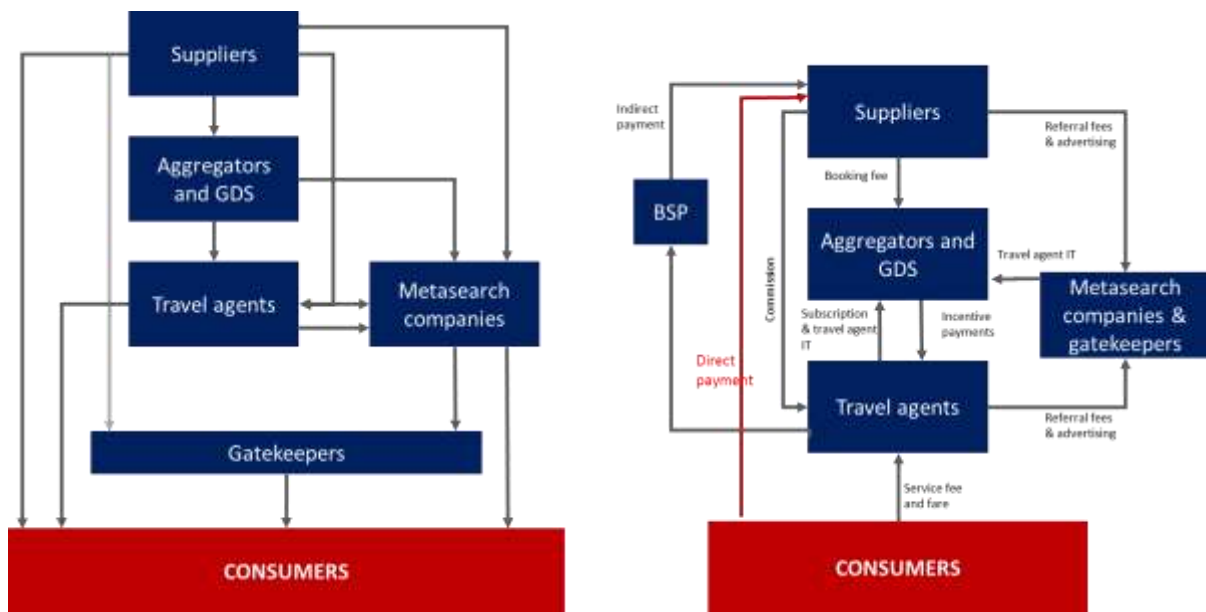 Suppliers
Aggregators
and GDS
Travel agents
Metasearch
companies
Gatekeepers
CONSUMERS
Indirect
payment
Suppliers
Referral fees
& advertising
Booking fee
BSP
Aggregators and
GDS
Travel agent IT
Commission
Metasearch
companies &
gatekeepers
Subscription
& travel agent
IT
Incentive
payments
Direct
payment
Travel agents
Referral fees
& advertising
Service fee
and fare
CONSUMERS